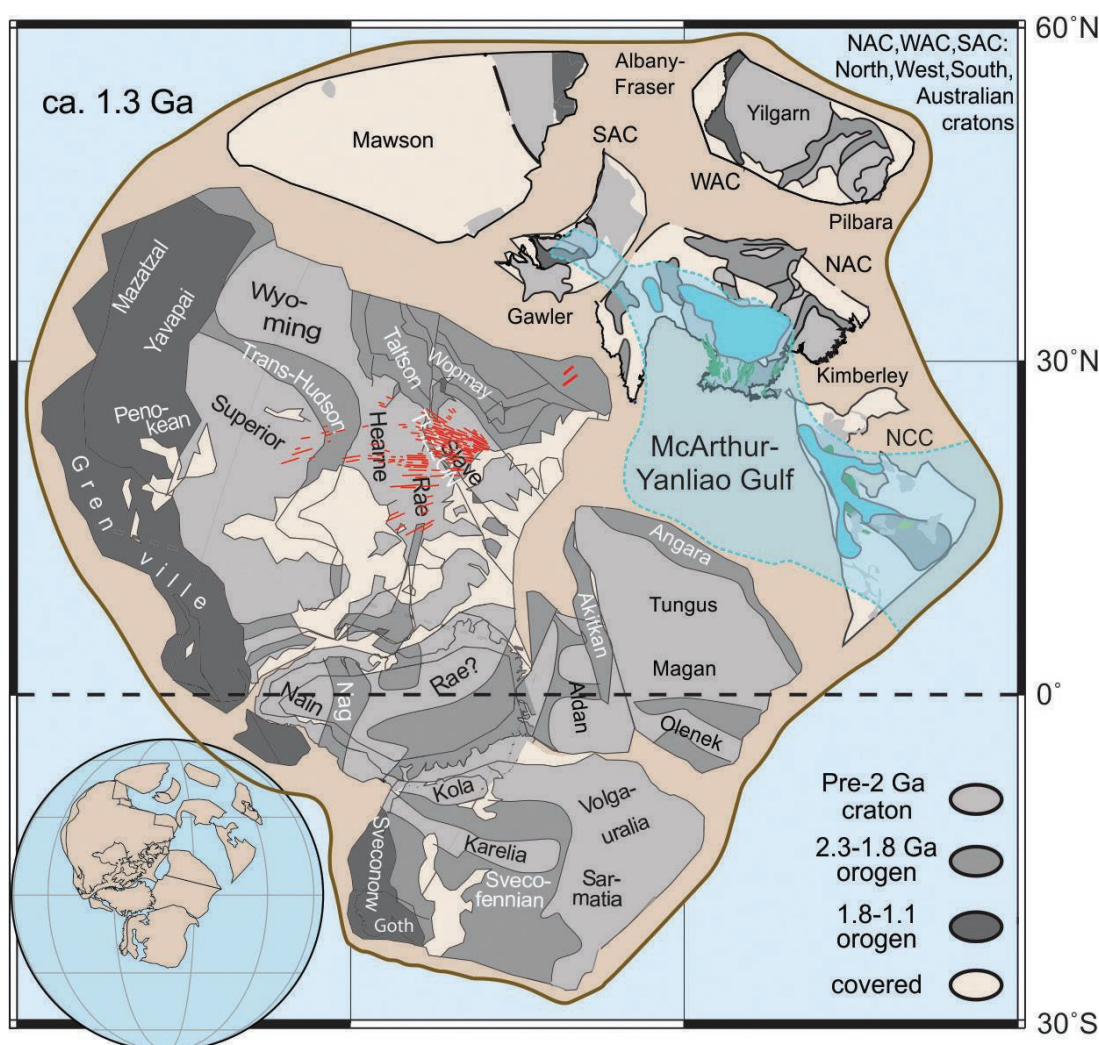 60°N
NAC,WAC,SAC:
North,West,South,
Australian
cratons
ca. 1.3 Ga
Albany-
Fraser
Mawson
Yilgarn
SAC
WAC
Pilbara
NAC
Gawler
Mazatzal
Yavapai
Wyo-
ming
Taltson
Wopmay
30°N
Kimberley
Trans-Hudson
Peno-
kean
Superior
Hearne
Slave
Rae
NCC
McArthur-
Yanliao Gulf
Grenville
Angara
Akitkan
Tungus
Magan
Rae?
Nain
Nag
Aldan
0°
Olenek
Kola
Volga-
uralia
Karelia
Sveconorw
Sveco-
fennian
Sar-
matia
Goth
Pre-2 Ga
craton
2.3-1.8 Ga
orogen
1.8-1.1
orogen
covered
30°S